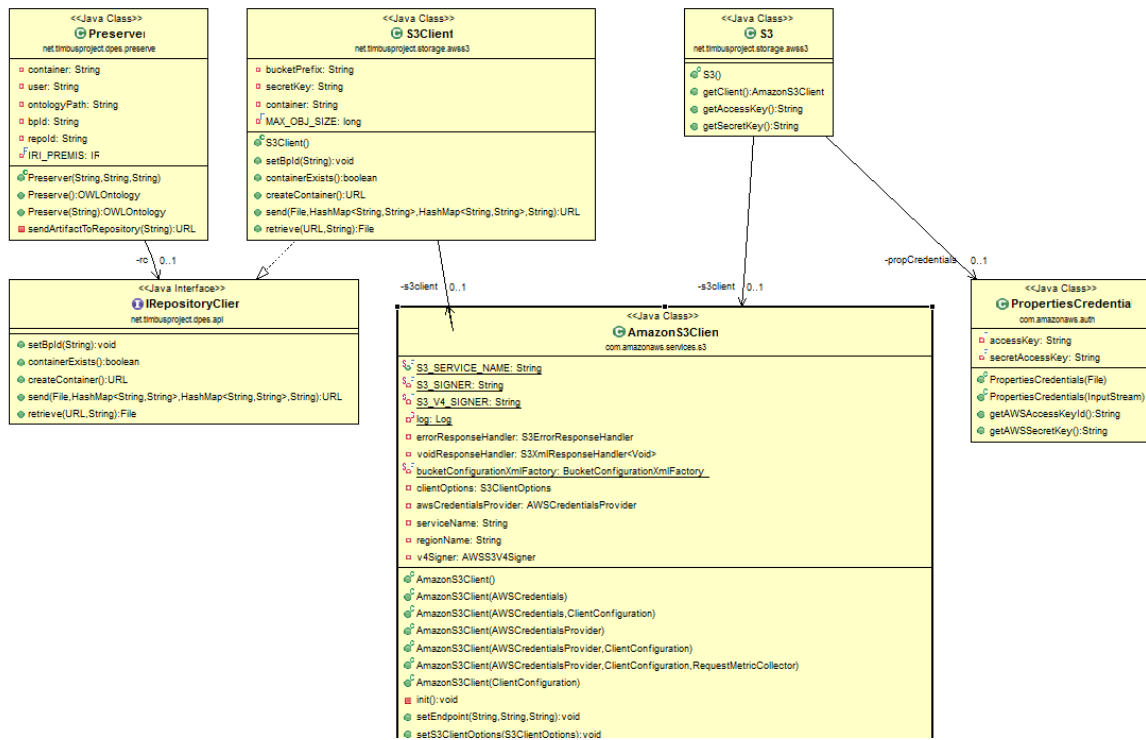 <<Java Class>>
Preserver
net.timbusproject.dpes.preserve
container: String
user: String
ontologyPath: String
bpId: String
repoId: String
IRI_PREMIS: IF
Preserver(String,String,String)
Preserve():OWLOntology
Preserve(String):OWLOntology
sendArtifactToRepository(String):URL
<<Java Class>>
S3Client
net.timbusproject.storage.awss3
bucketPrefix: String
secretKey: String
container: String
MAX_OBJ_SIZE: long
S3Client()
setBpId(String):void
containerExists():boolean
createContainer():URL
send(File,HashMap<String,String>,HashMap<String,String>,String):URL
retrieve(URL,String):File
<<Java Class>>
S3
net.timbusproject.storage.awss3
S3()
getClient():AmazonS3Client
getAccessKey():String
getSecretKey():String
-rc 0..1
-s3client 0..1
-s3client 0..1
-propCredentials 0..1
<<Java Interface>>
IRepositoryClier
net.timbusproject.dpes.api
setBpId(String):void
containerExists():boolean
createContainer():URL
send(File,HashMap<String,String>,HashMap<String,String>,String):URL
retrieve(URL,String):File
<<Java Class>>
AmazonS3Clien
com.amazonaws.services.s3
S3_SERVICE_NAME: String
S3_SIGNER: String
S3_V4_SIGNER: String
log: Log
errorResponseHandler: S3ErrorResponseHandler
voidResponseHandler: S3XmlResponseHandler<Void>
bucketConfigurationXmlFactory: BucketConfigurationXmlFactory
clientOptions: S3ClientOptions
awsCredentialsProvider: AWSCredentialsProvider
serviceName: String
regionName: String
v4Signer: AWSS3V4Signer
AmazonS3Client()
AmazonS3Client(AWSCredentials)
AmazonS3Client(AWSCredentials,ClientConfiguration)
AmazonS3Client(AWSCredentialsProvider)
AmazonS3Client(AWSCredentialsProvider,ClientConfiguration)
AmazonS3Client(AWSCredentialsProvider,ClientConfiguration,RequestMetricCollector)
AmazonS3Client(ClientConfiguration)
init():void
setEndpoint(String,String,String):void
setS3ClientOptions(S3ClientOptions):void
<<Java Class>>
PropertiesCredentia
com.amazonaws.auth
accessKey: String
secretAccessKey: String
PropertiesCredentials(File)
PropertiesCredentials(InputStream)
getAWSAccessKeyId():String
getAWSSecretKey():String